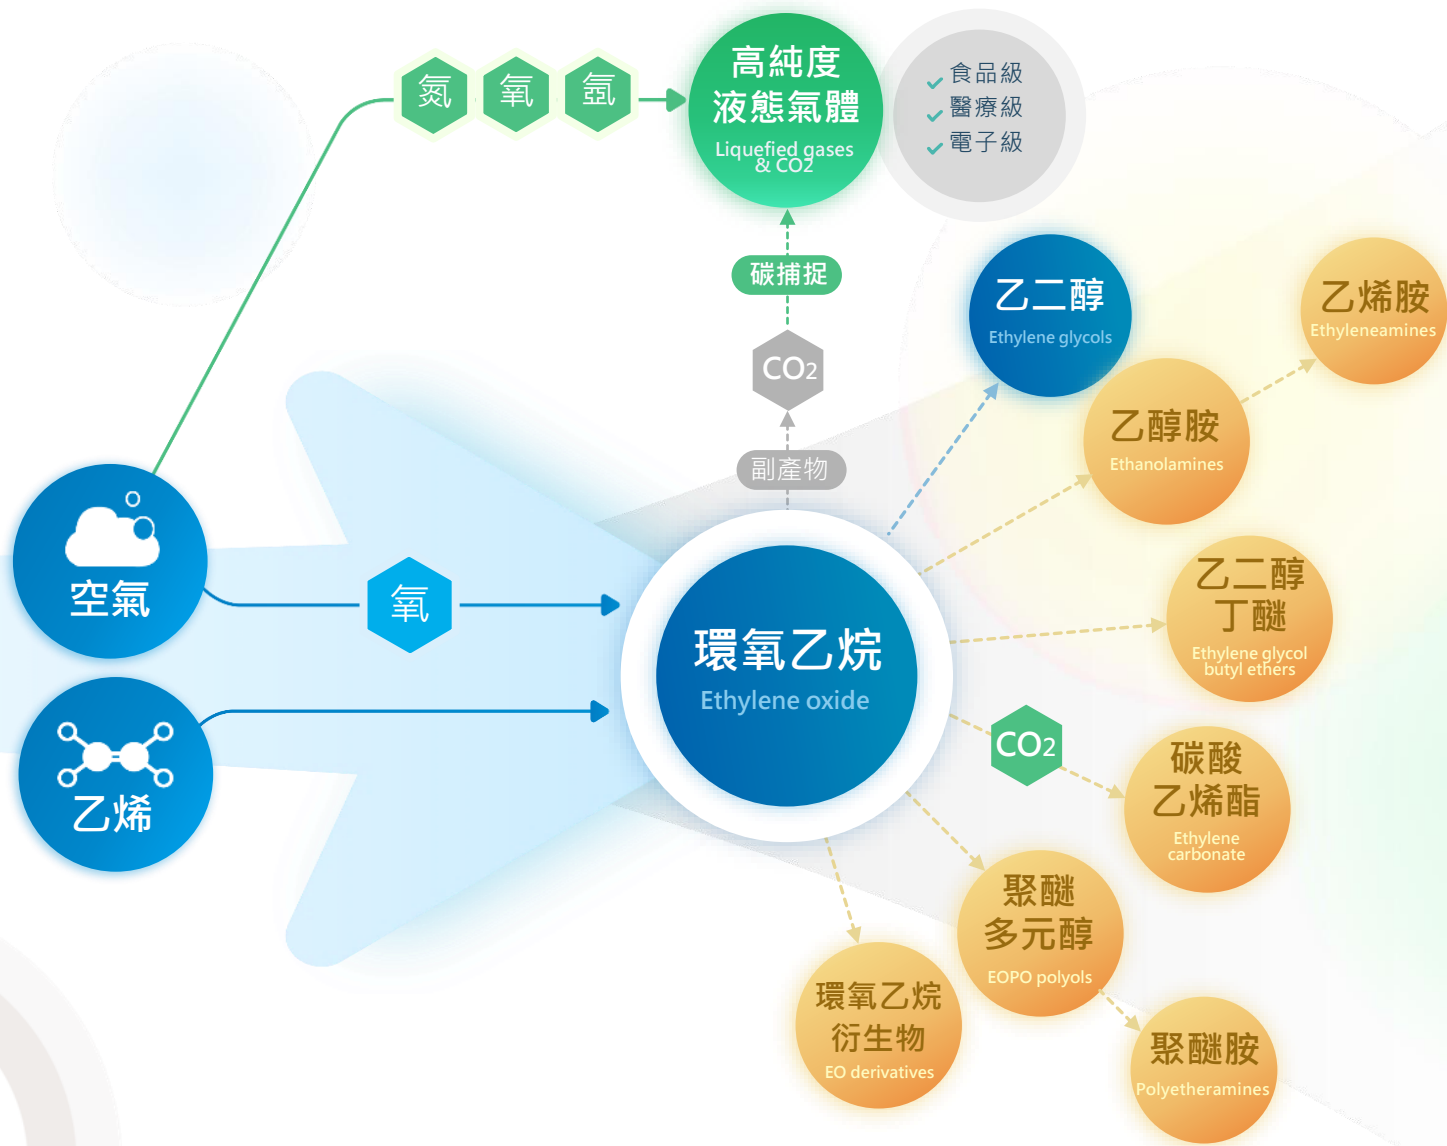 氮
氧
氬
高純度
液態氣體
Liquefied gases
& CO2
食品級
醫療級
電子級
碳捕捉
CO2
副產物
乙二醇
Ethylene glycols
乙烯胺
Ethyleneamines
乙醇胺
Ethanolamines
空氣
氧
乙烯
環氧乙烷
Ethylene oxide
乙二醇
丁醚
Ethylene glycol
butyl ethers
CO2
碳酸
乙烯酯
Ethylene
carbonate
聚醚
多元醇
EOPO polyols
環氧乙烷
衍生物
EO derivatives
聚醚胺
Polyetheramines